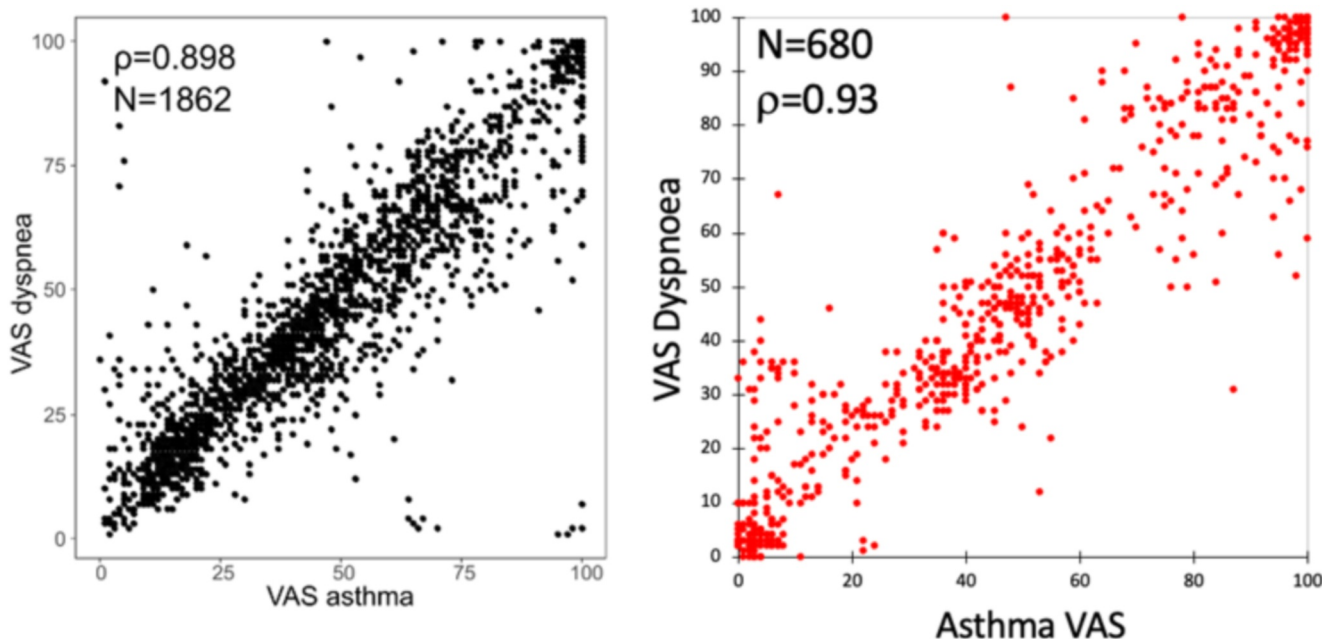 ρ=0.898
N=1862
100
75
50
25
0
VAS dyspnea
0 25 50 75 100
VAS asthma
N=680
ρ=0.93
100
90
80
70
60
50
40
30
20
10
0
VAS Dyspnoea
0 20 40 60 80 100
Asthma VAS